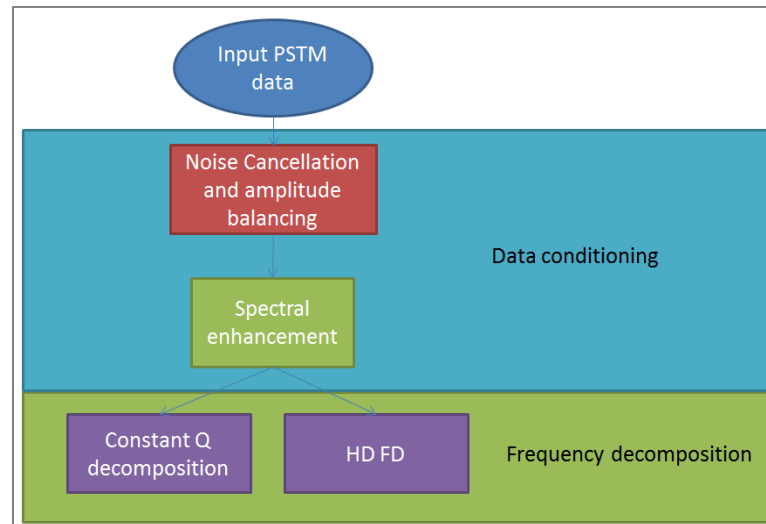 Input PSTM
data
Noise Cancellation
and amplitude
balancing
Data conditioning
Spectral
enhancement
Constant Q
decomposition
HD FD
Frequency decomposition